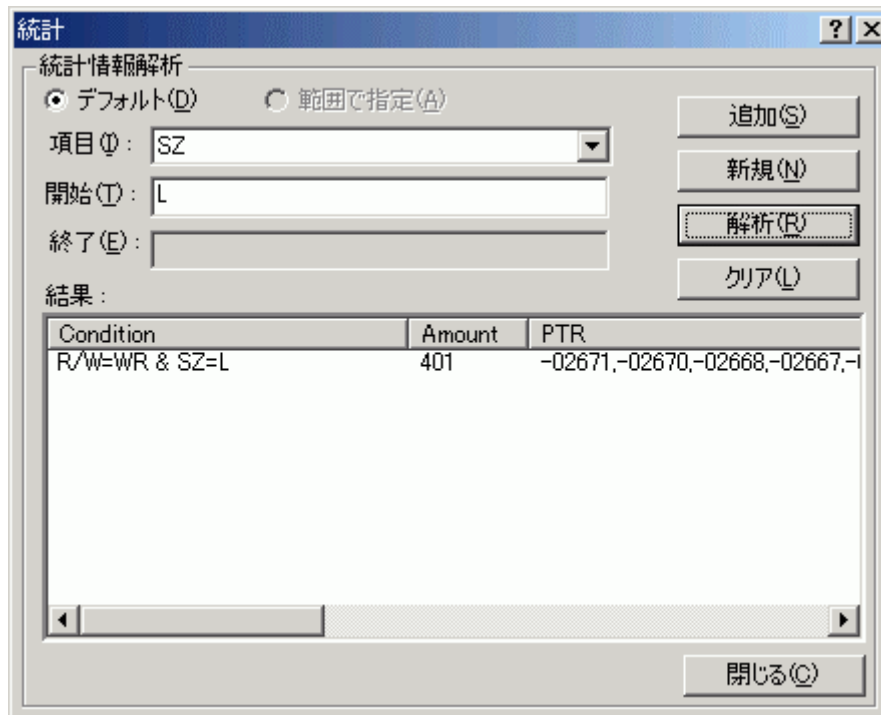 統計
統計情報解析
デフォルト(D) 範囲で指定(A)
追加(S)
項目(I): SZ
新規(N)
開始(T): L
解析(R)
終了(E):
クリア(L)
結果:
Condition Amount PTR
R/W=WR & SZ=L 401 -02671,-02670,-02668,-02667,-
閉じる(C)